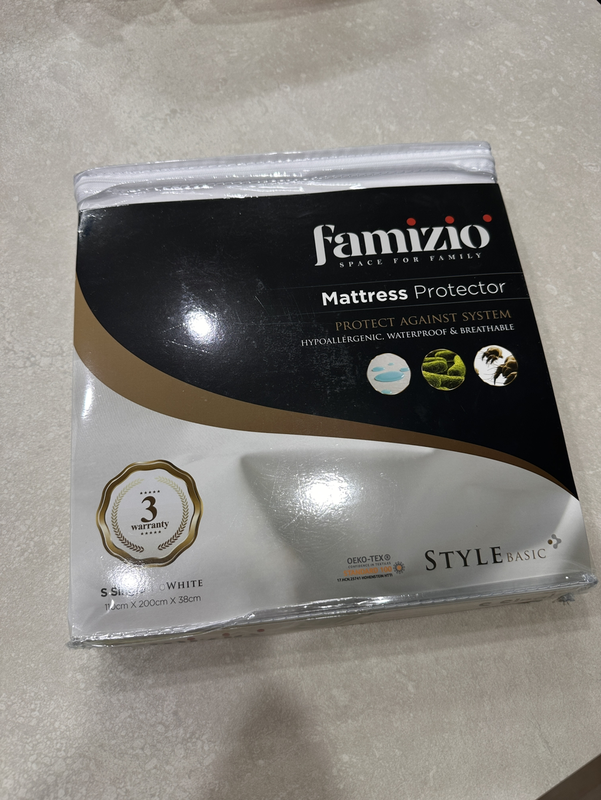 famizio
SPACE FOR FAMILY
Mattress Protector
PROTECT AGAINST SYSTEM
HYPOALLERGENIC, WATERPROOF & BREATHABLE
3
warranty
OEKO-TEX®
STYLE BASIC
WHITE
200cm X 38cm